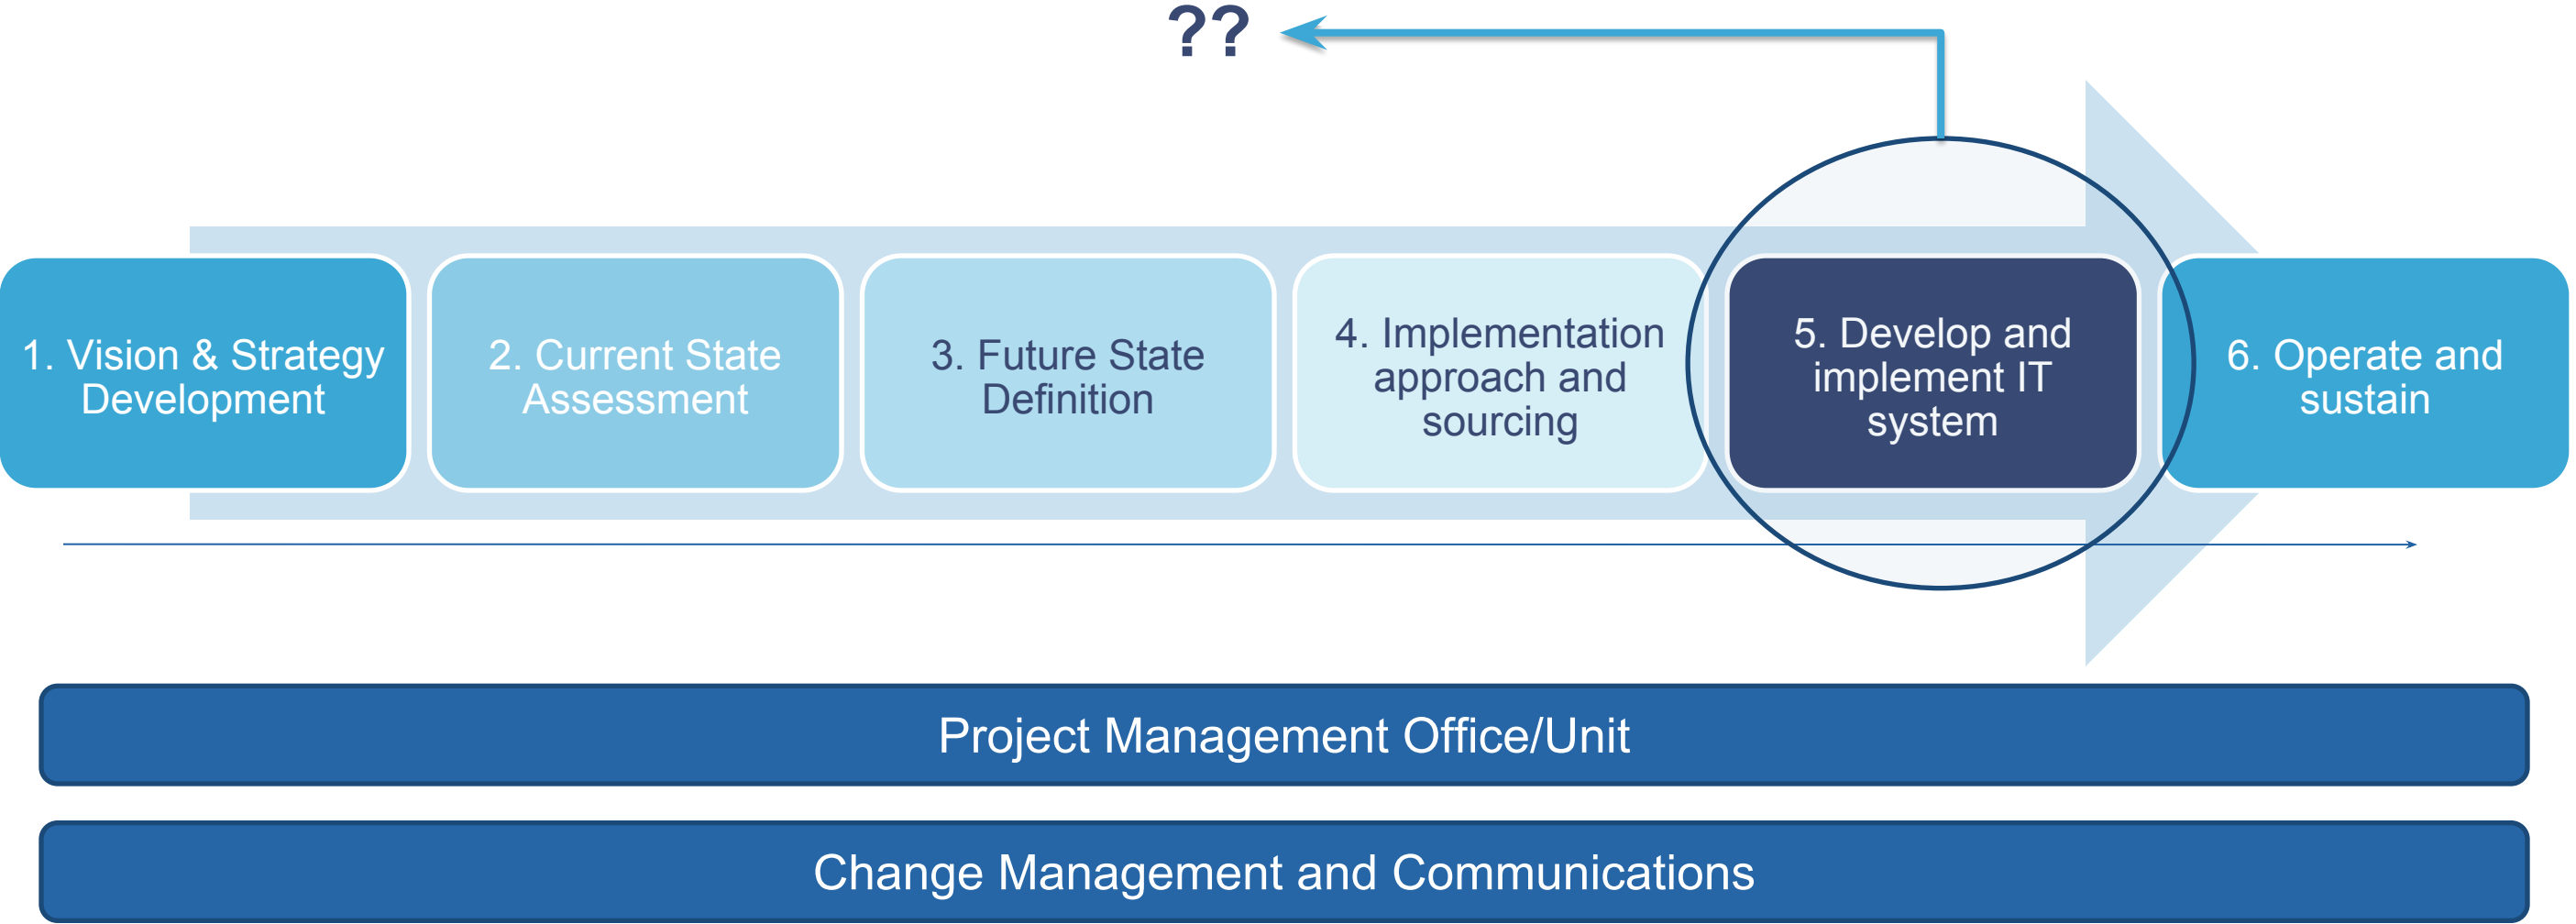 ??
1. Vision & Strategy
Development
2. Current State
Assessment
3. Future State
Definition
4. Implementation
approach and
sourcing
5. Develop and
implement IT
system
6. Operate and
sustain
Project Management Office/Unit
Change Management and Communications